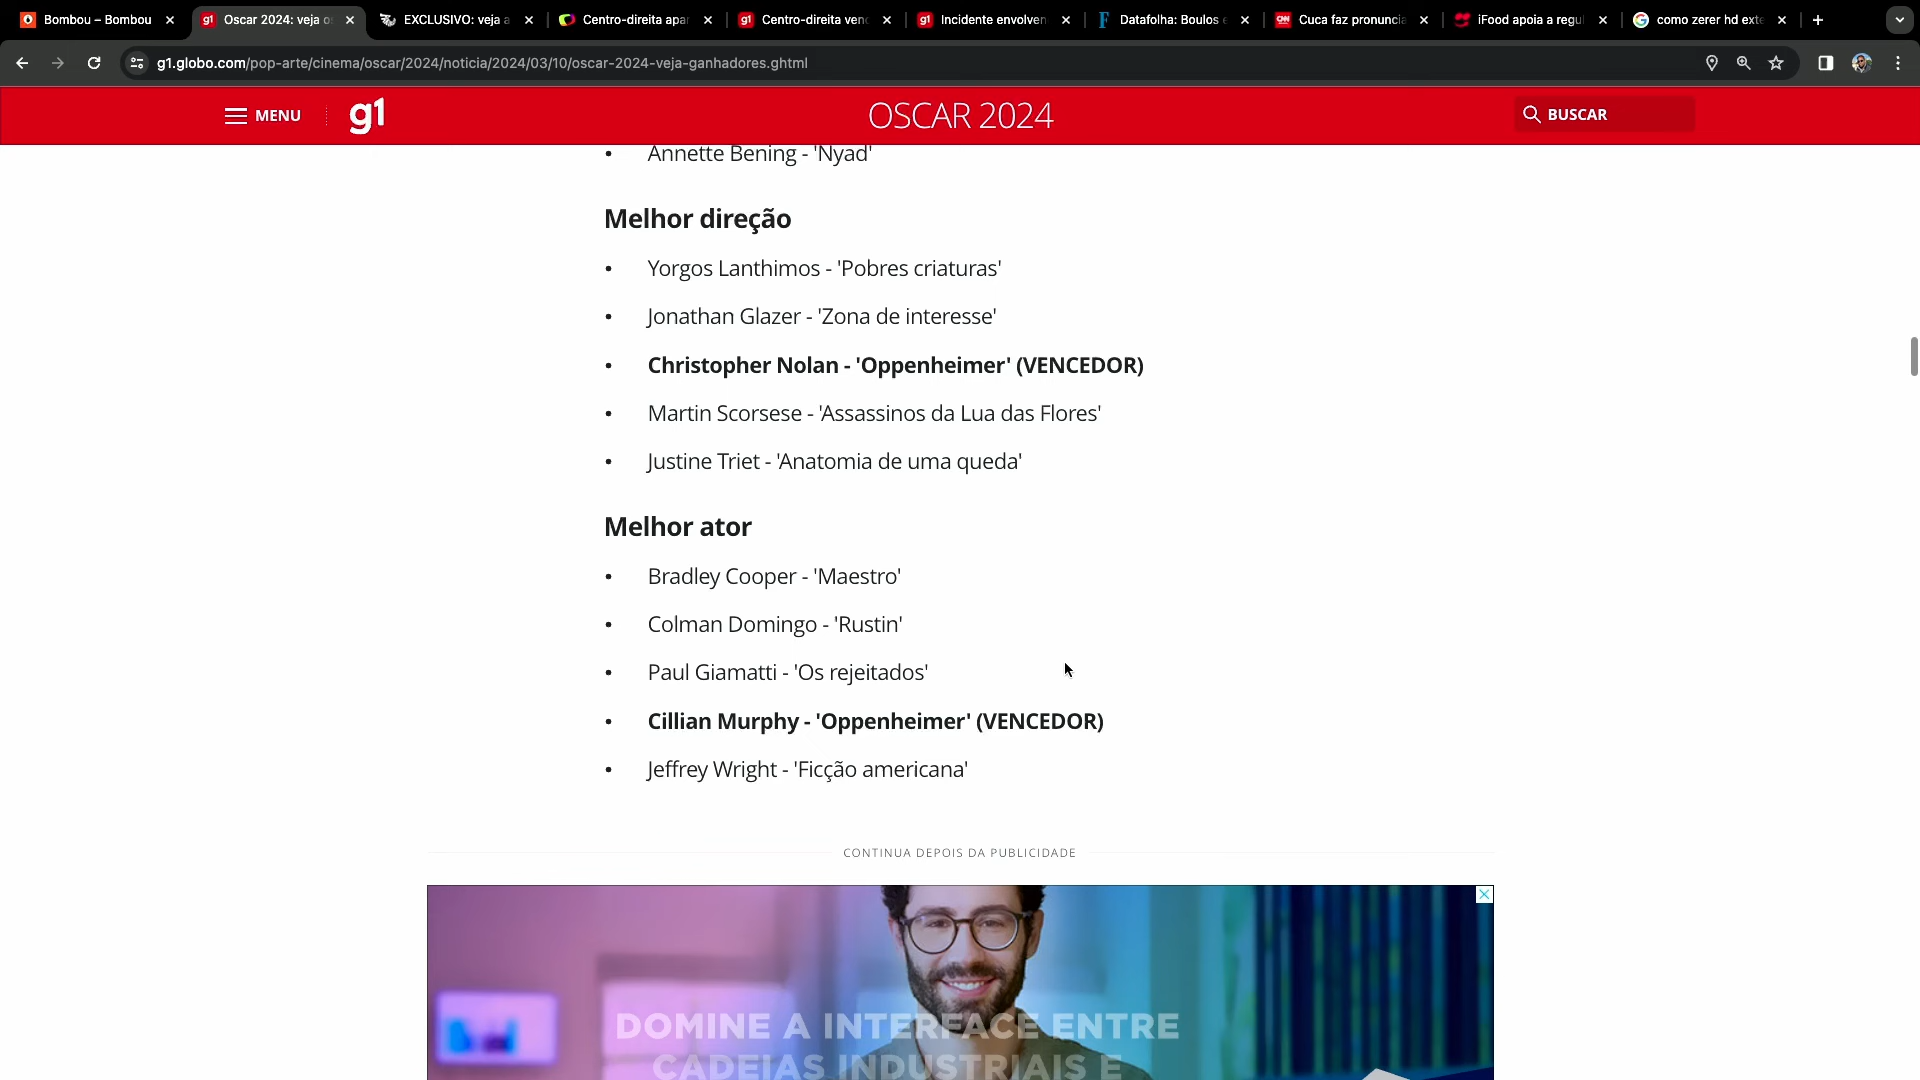 Bombou – Bombou
Oscar 2024: veja os
EXCLUSIVO: veja a
Centro-direita apar
Centro-direita venc
Incidente envolven
Datafolha: Boulos e
Cuca faz pronuncia
iFood apoia a regul
como zerer hd exte
g1.globo.com/pop-arte/cinema/oscar/2024/noticia/2024/03/10/oscar-2024-veja-ganhadores.ghtml
MENU
g1
OSCAR 2024
BUSCAR
• Annette Bening - 'Nyad'
Melhor direção
• Yorgos Lanthimos - 'Pobres criaturas'
• Jonathan Glazer - 'Zona de interesse'
• Christopher Nolan - 'Oppenheimer' (VENCEDOR)
• Martin Scorsese - 'Assassinos da Lua das Flores'
• Justine Triet - 'Anatomia de uma queda'
Melhor ator
• Bradley Cooper - 'Maestro'
• Colman Domingo - 'Rustin'
• Paul Giamatti - 'Os rejeitados'
• Cillian Murphy - 'Oppenheimer' (VENCEDOR)
• Jeffrey Wright - 'Ficção americana'
CONTINUA DEPOIS DA PUBLICIDADE
DOMINE A INTERFACE ENTRE
CADEIAS INDUSTRIAIS E